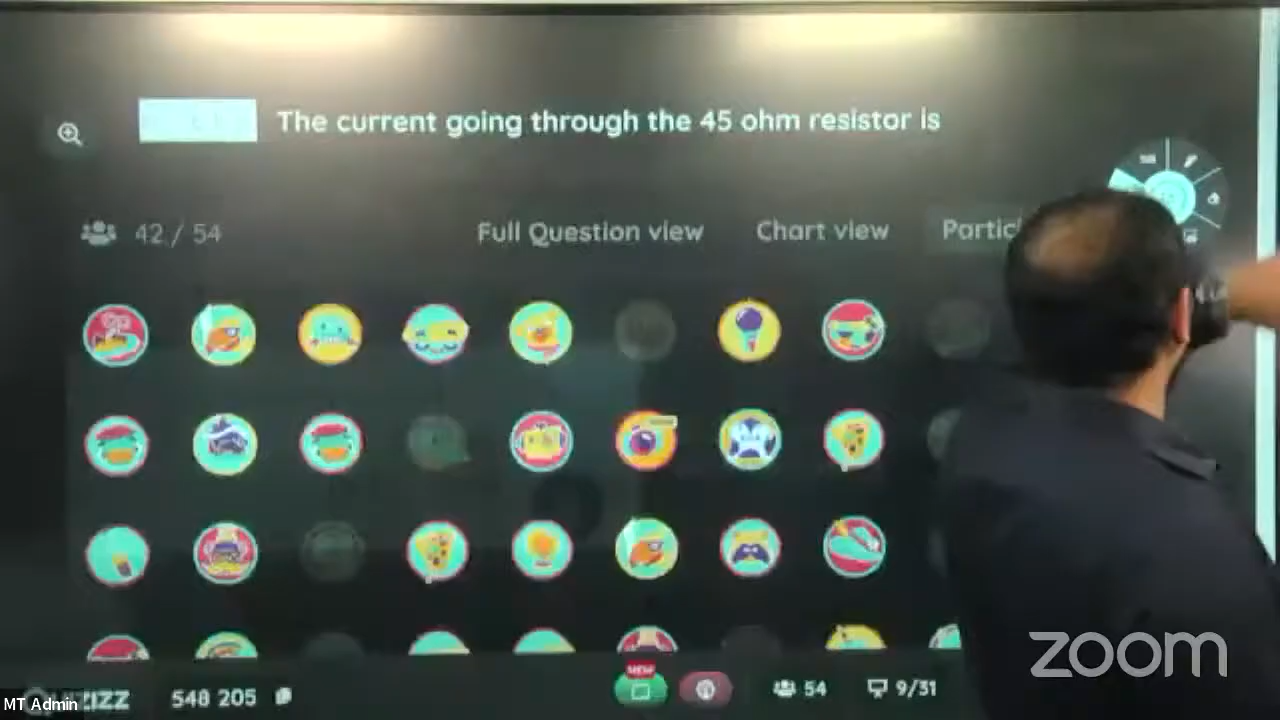 The current going through the 45 ohm resistor is
42 / 54
Full Question view
Chart view
548 205
NEW
54
9/31
MT Admin
zoom